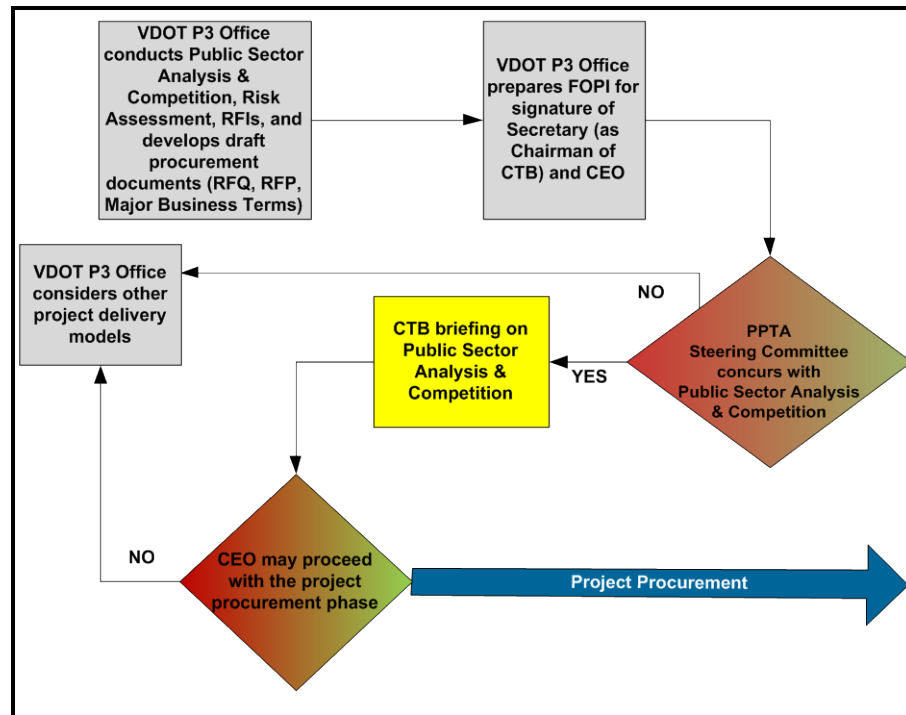 VDOT P3 Office
conducts Public Sector
Analysis &
Competition, Risk
Assessment, RFIs, and
develops draft
procurement
documents (RFQ, RFP,
Major Business Terms)
VDOT P3 Office
prepares FOPI for
signature of
Secretary (as
Chairman of
CTB) and CEO
VDOT P3 Office
considers other
project delivery
models
NO
CTB briefing on
Public Sector
Analysis &
Competition
YES
PPTA
Steering Committee
concurs with
Public Sector Analysis
& Competition
NO
CEO may proceed
with the project
procurement phase
Project Procurement